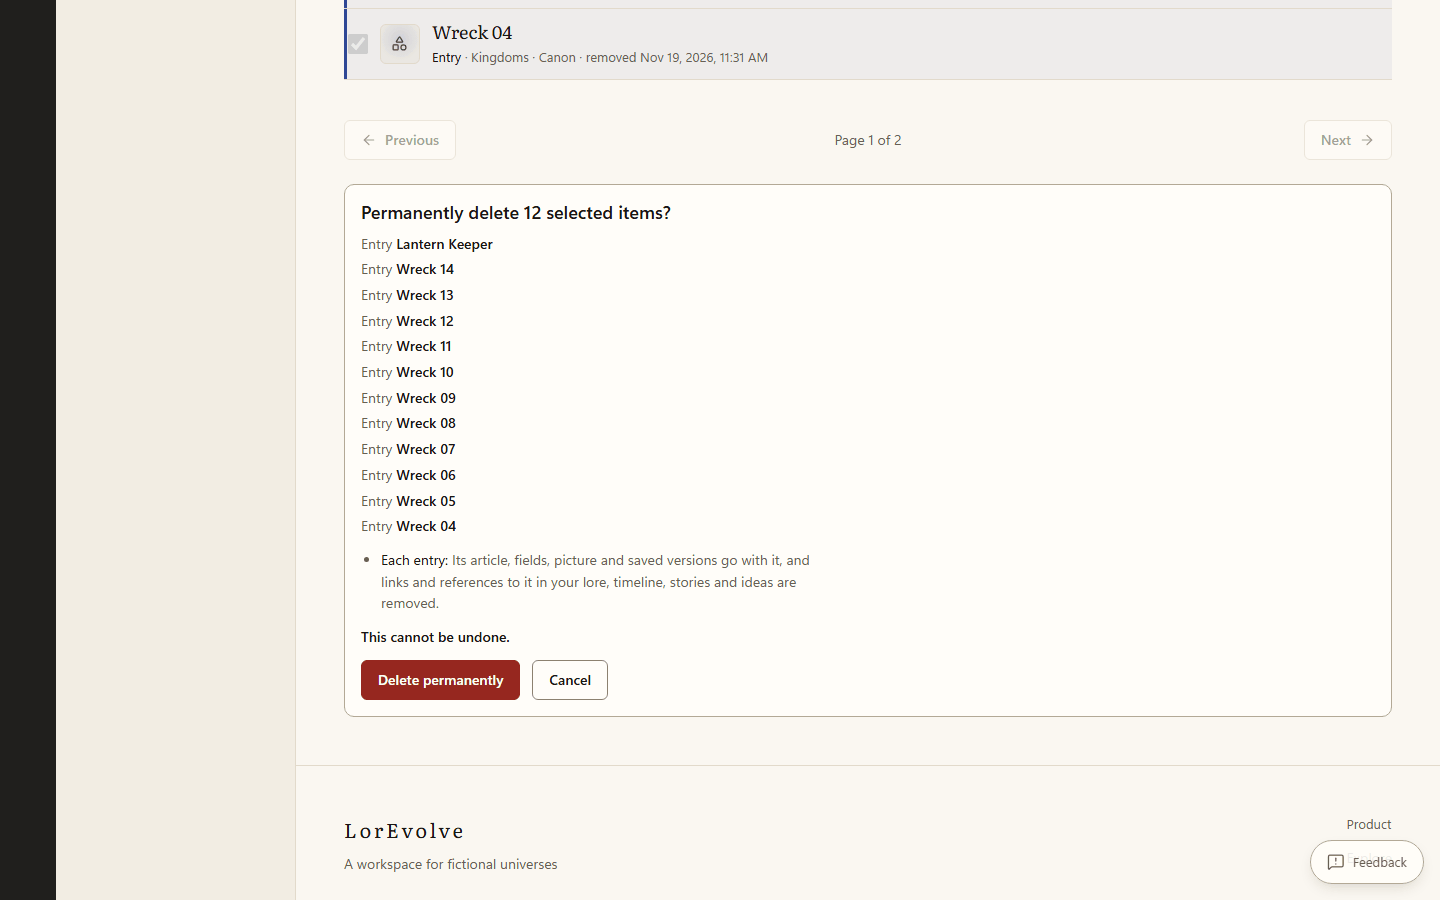 Wreck 04
Entry · Kingdoms · Canon · removed Nov 19, 2026, 11:31 AM
Previous
Page 1 of 2
Next
Permanently delete 12 selected items?
Entry Lantern Keeper
Entry Wreck 14
Entry Wreck 13
Entry Wreck 12
Entry Wreck 11
Entry Wreck 10
Entry Wreck 09
Entry Wreck 08
Entry Wreck 07
Entry Wreck 06
Entry Wreck 05
Entry Wreck 04
Each entry: Its article, fields, picture and saved versions go with it, and
links and references to it in your lore, timeline, stories and ideas are
removed.
This cannot be undone.
Delete permanently
Cancel
LorEvolve
A workspace for fictional universes
Product
Feedback